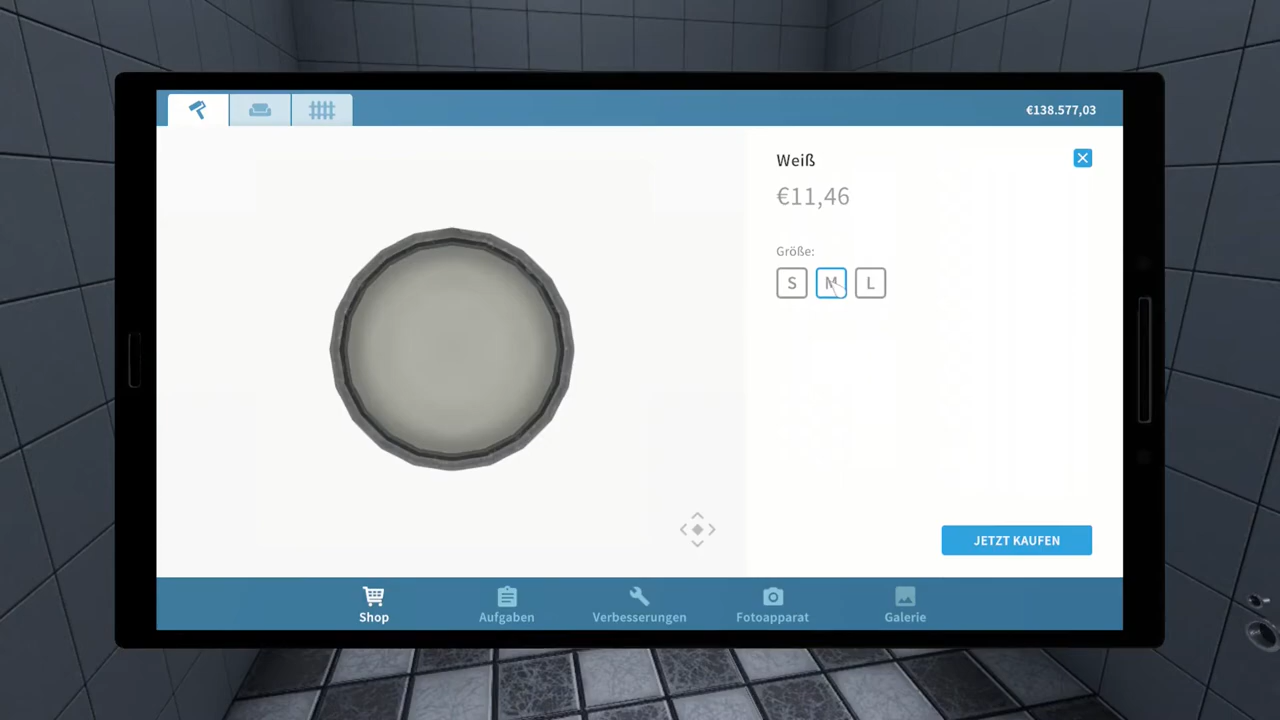 €138.577,03
Weiß
€11,46
Größe:
S M L
JETZT KAUFEN
Shop Aufgaben Verbesserungen Fotoapparat Galerie